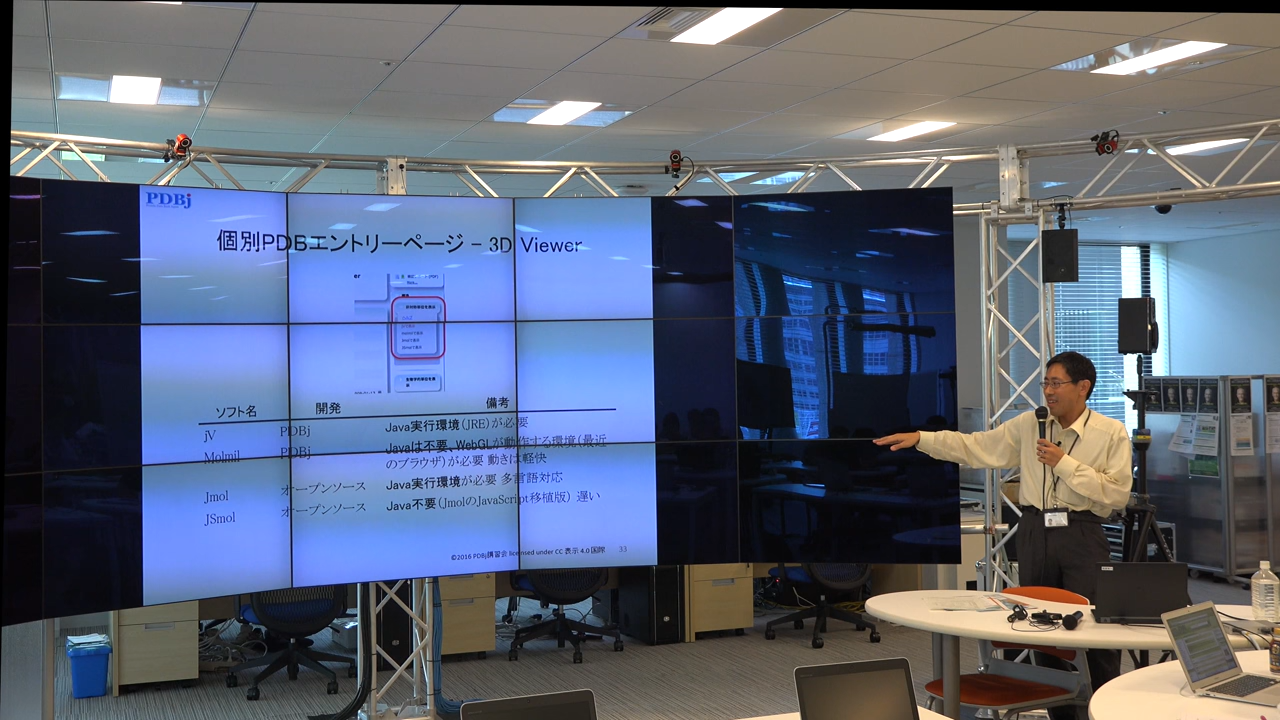 PDBj
個別PDBエントリーページ – 3D Viewer
ソフト名 開発 備考
jV PDBj Java実行環境(JRE)が必要
Molmil PDBj Javaは不要、WebGLが動作する環境(最近
のブラウザ)が必要 動きは軽快
Jmol オープンソース Java実行環境が必要 多言語対応
JSmol オープンソース Java不要(JmolのJavaScript移植版) 遅い
©2016 PDBj講習会 licensed under CC 表示 4.0 国際 33